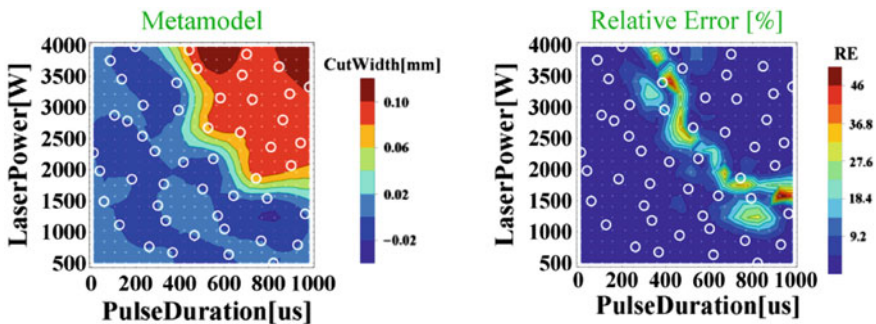 Metamodel
CutWidth[mm]
0.10
0.06
0.02
−0.02
LaserPower[W]
4000
3500
3000
2500
2000
1500
1000
500
0 200 400 600 800 1000
PulseDuration[us]
Relative Error [%]
RE
46
36.8
27.6
18.4
9.2
LaserPower[W]
4000
3500
3000
2500
2000
1500
1000
500
0 200 400 600 800 1000
PulseDuration[us]